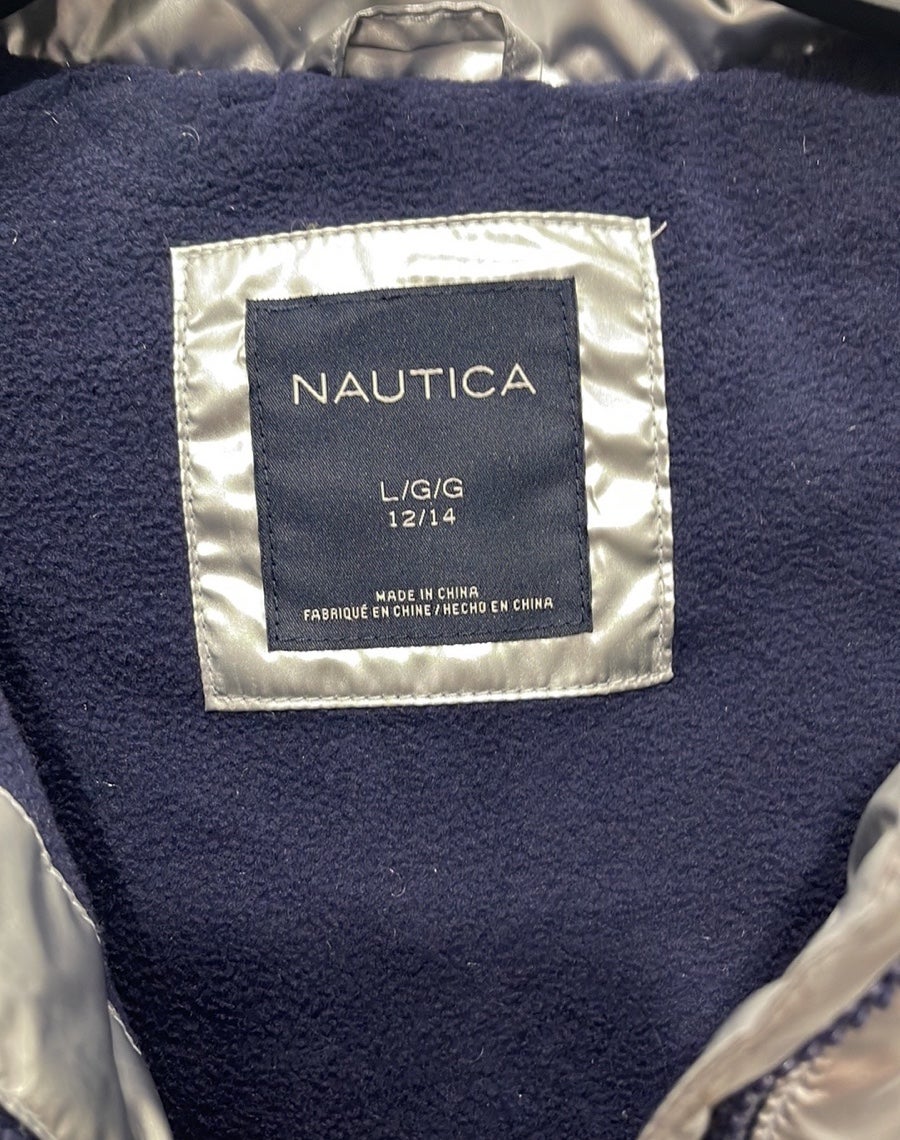 NAUTICA
L/G/G
12/14
MADE IN CHINA
FABRIQUÉ EN CHINE/HECHO EN CHINA